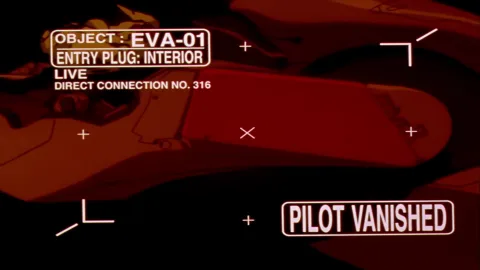 OBJECT : EVA-01
ENTRY PLUG: INTERIOR
LIVE
DIRECT CONNECTION NO. 316
PILOT VANISHED